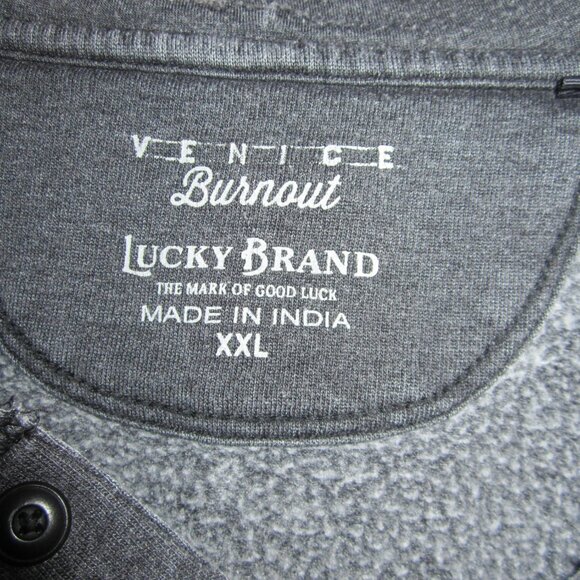 VENICE
Burnout
LUCKY BRAND
THE MARK OF GOOD LUCK
MADE IN INDIA
XXL